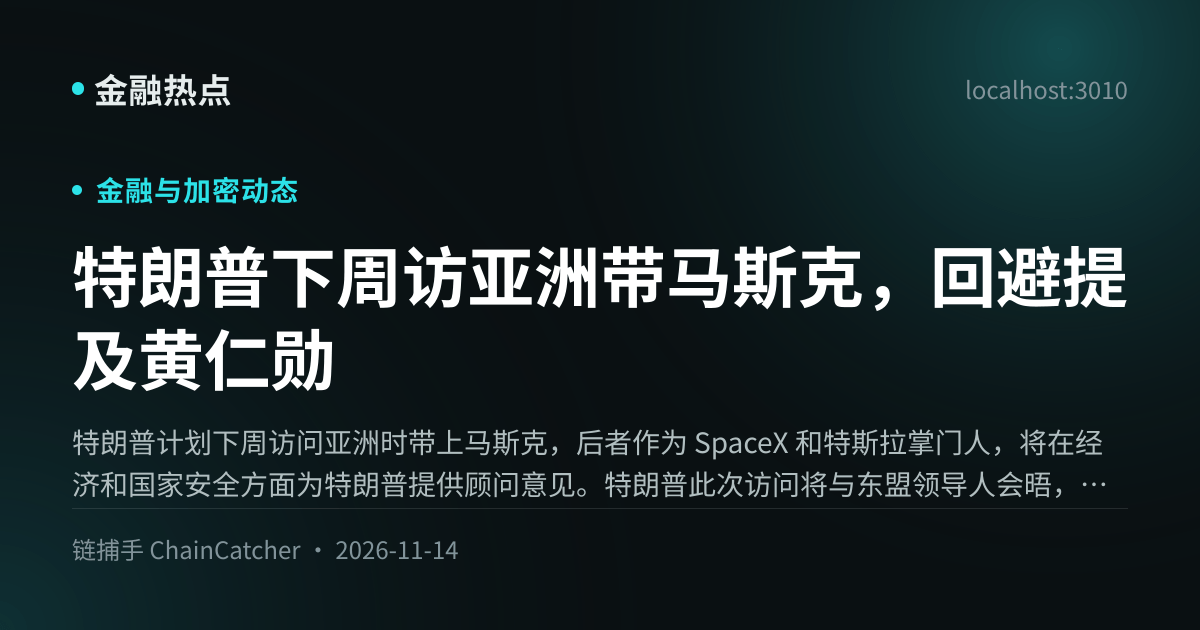 金融热点
localhost:3010
金融与加密动态
特朗普下周访亚洲带马斯克，回避提
及黄仁勋
特朗普计划下周访问亚洲时带上马斯克，后者作为 SpaceX 和特斯拉掌门人，将在经
济和国家安全方面为特朗普提供顾问意见。特朗普此次访问将与东盟领导人会晤，…
链捕手 ChainCatcher • 2026-11-14